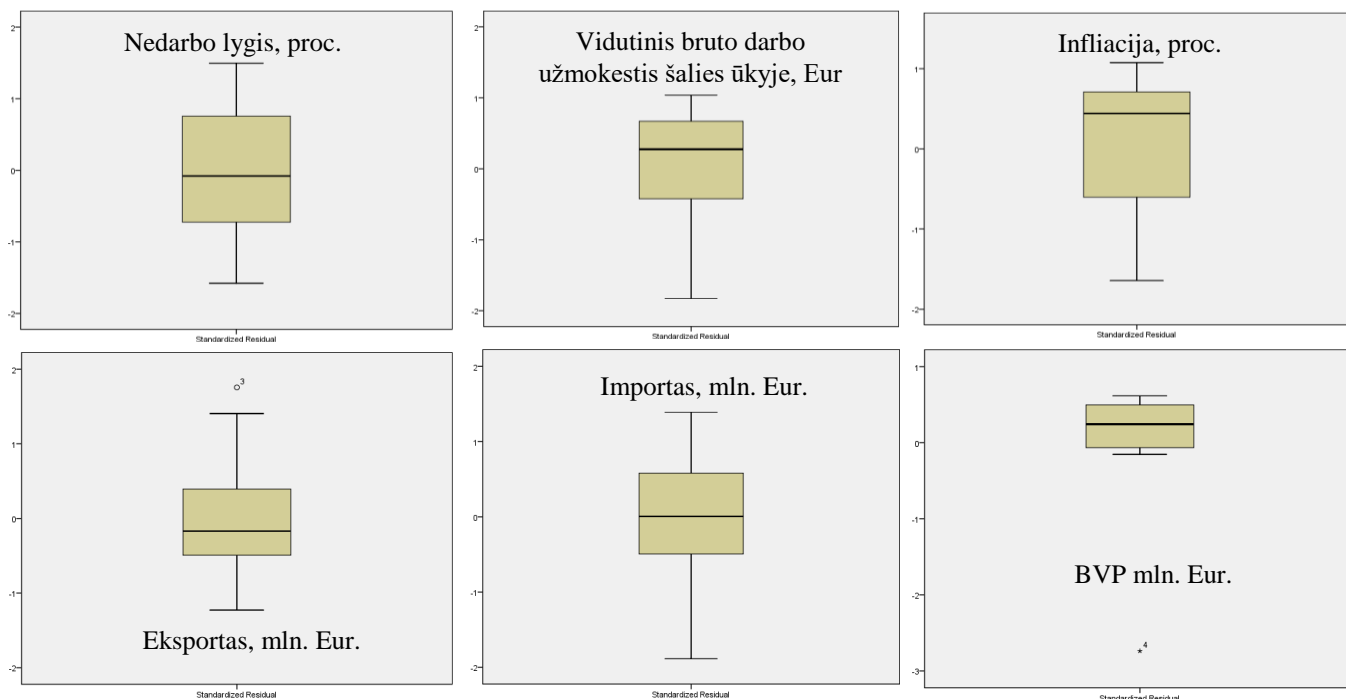 Nedarbo lygis, proc.
2
1
0
-1
-2
Standardized Residual
Vidutinis bruto darbo
užmokestis šalies ūkyje, Eur
2
1
0
-1
-2
Standardized Residual
Infliacija, proc.
1
0
-1
-2
Standardized Residual
2
1
0
-1
-2
3
Eksportas, mln. Eur.
Standardized Residual
Importas, mln. Eur.
2
1
0
-1
-2
Standardized Residual
1
0
-1
-2
-3
BVP mln. Eur.
4
Standardized Residual